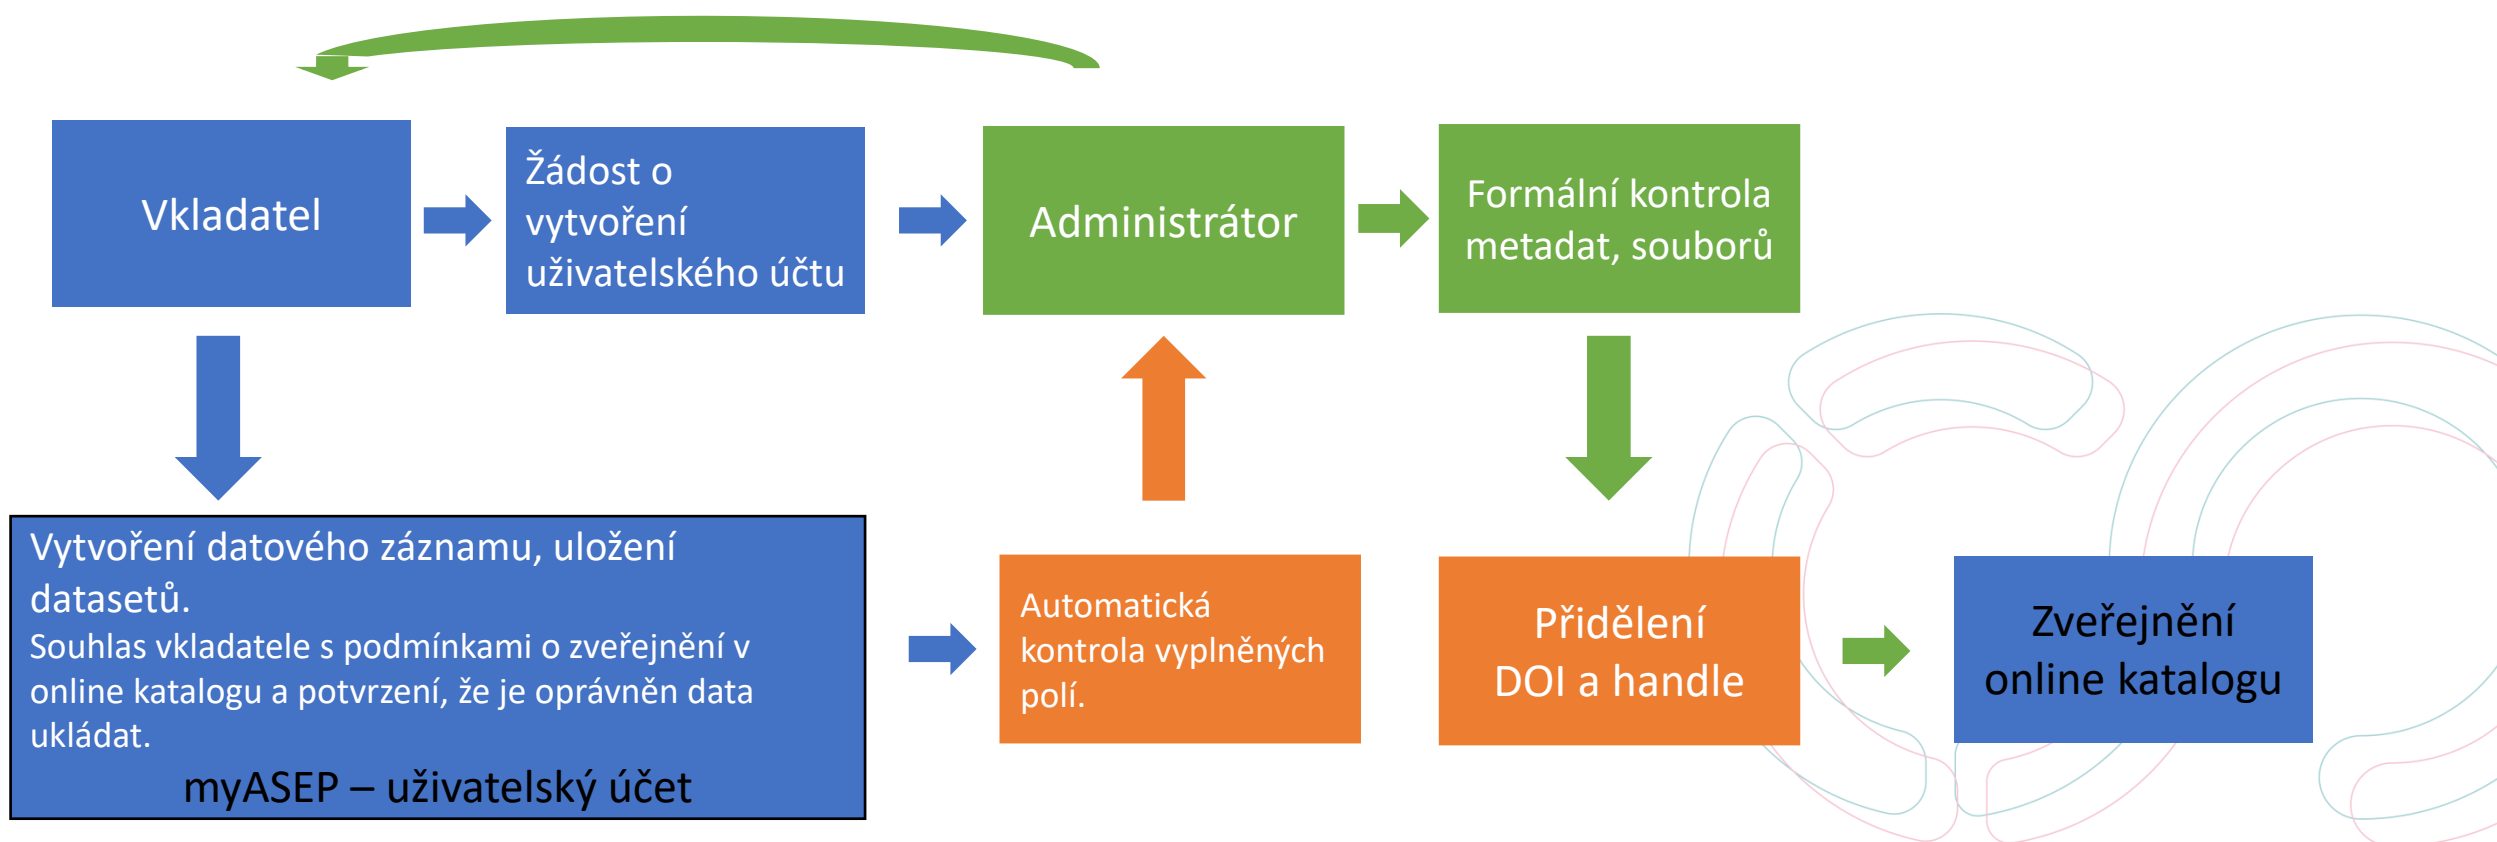 Vkladatel
Žádost o
vytvoření
uživatelského účtu
Administrátor
Formální kontrola
metadat, souborů
Vytvoření datového záznamu, uložení
datasetů.
Souhlas vkladatele s podmínkami o zveřejnění v
online katalogu a potvrzení, že je oprávněn data
ukládat.
myASEP – uživatelský účet
Automatická
kontrola vyplněných
polí.
Přidělení
DOI a handle
Zveřejnění
online katalogu